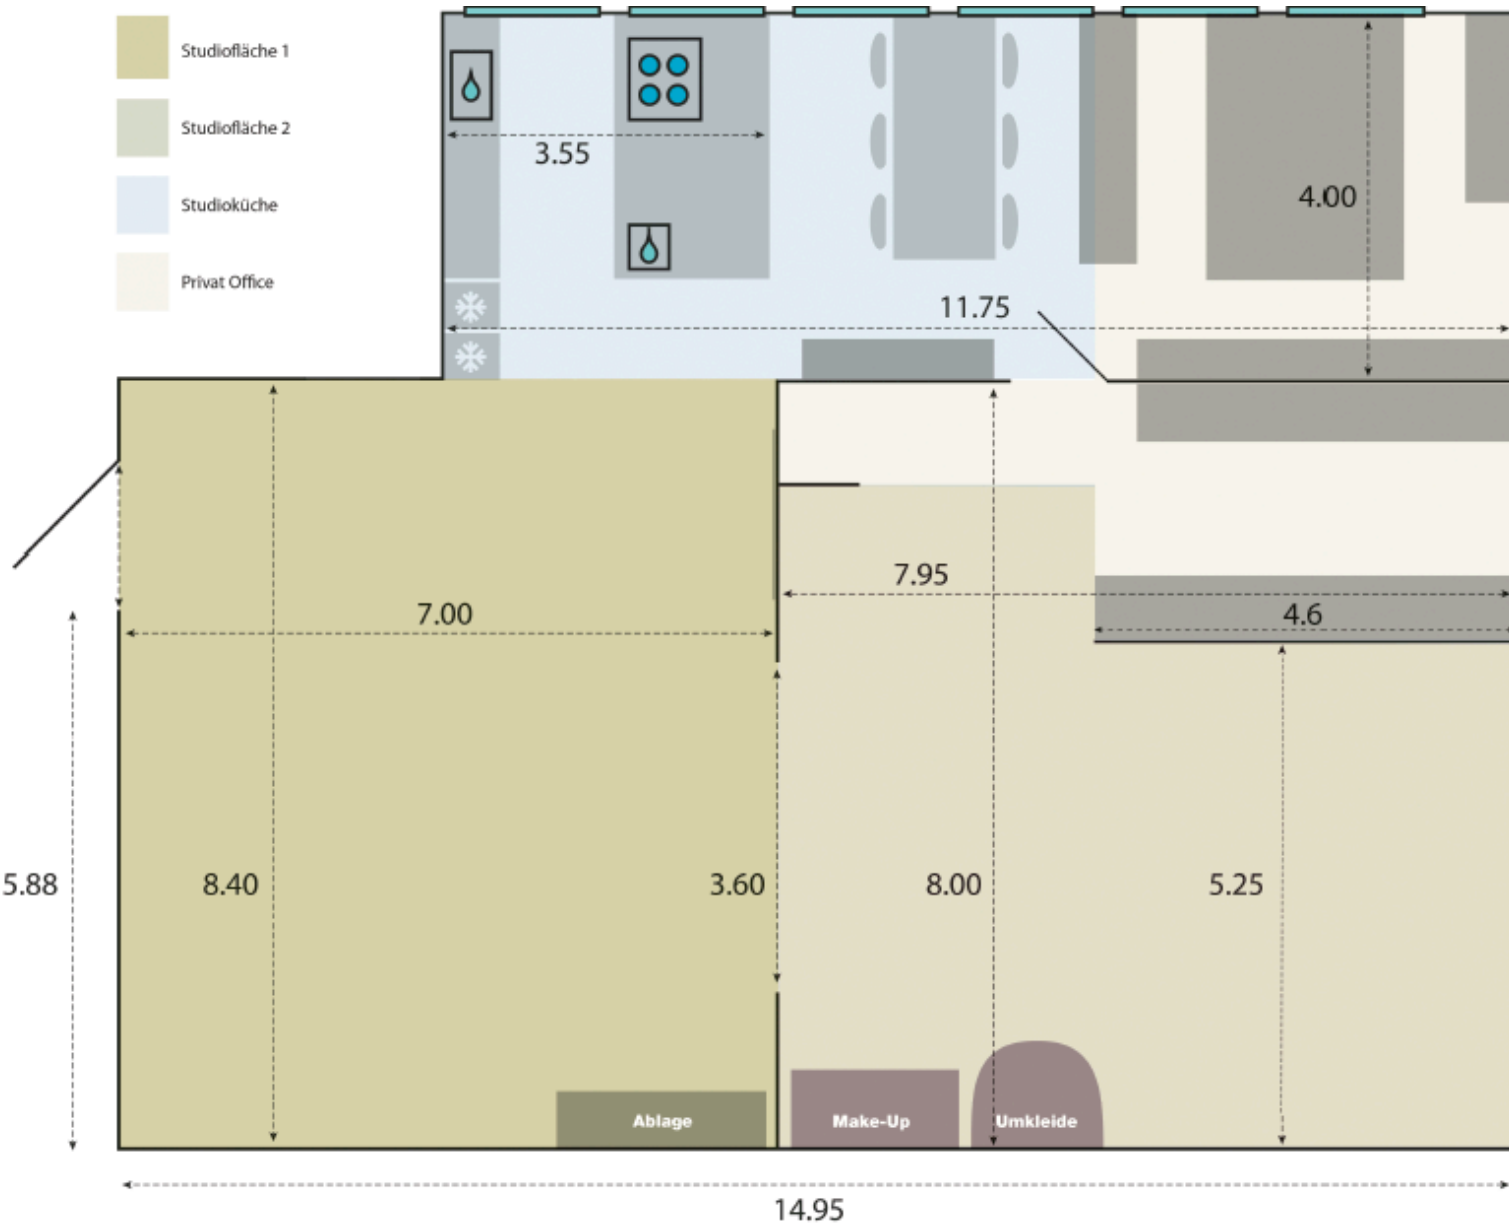 Studiofläche 1
Studiofläche 2
Studioküche
Privat Office
3.55
4.00
11.75
7.95
7.00
4.6
5.88
8.40
3.60
8.00
5.25
Ablage
Make-Up
Umkleide
14.95